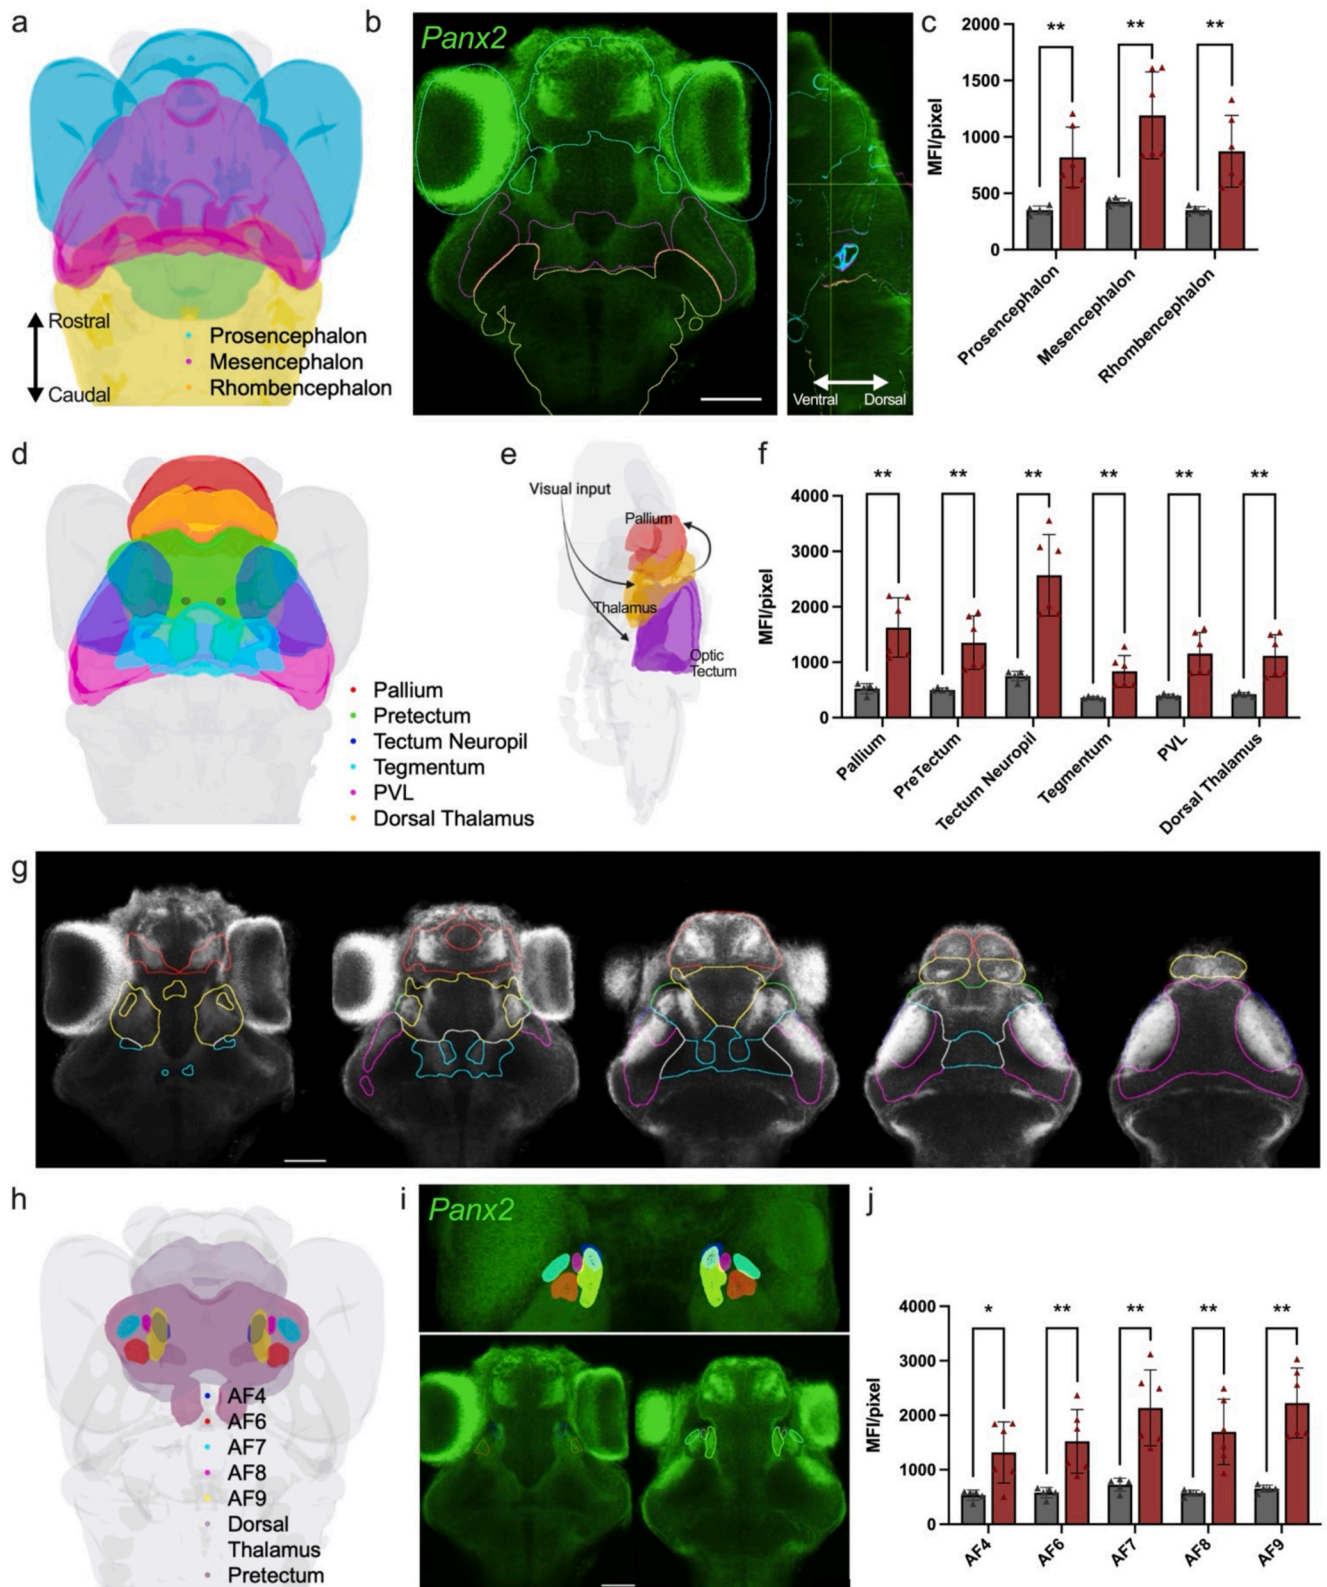 a
Rostral
Caudal
Prosencephalon
Mesencephalon
Rhombencephalon
b
Panx2
Ventral
Dorsal
c
MFI/pixel
2000
1500
1000
500
0
**
**
**
Prosencephalon
Mesencephalon
Rhombencephalon
d
Pallium
Pretectum
Tectum Neuropil
Tegmentum
PVL
Dorsal Thalamus
e
Visual input
Pallium
Thalamus
Optic
Tectum
f
MFI/pixel
4000
3000
2000
1000
0
**
**
**
**
**
**
Pallium
PreTectum
Tectum Neuropil
Tegmentum
PVL
Dorsal Thalamus
g
h
AF4
AF6
AF7
AF8
AF9
Dorsal
Thalamus
Pretectum
i
Panx2
j
MFI/pixel
4000
3000
2000
1000
0
*
**
**
**
**
AF4
AF6
AF7
AF8
AF9